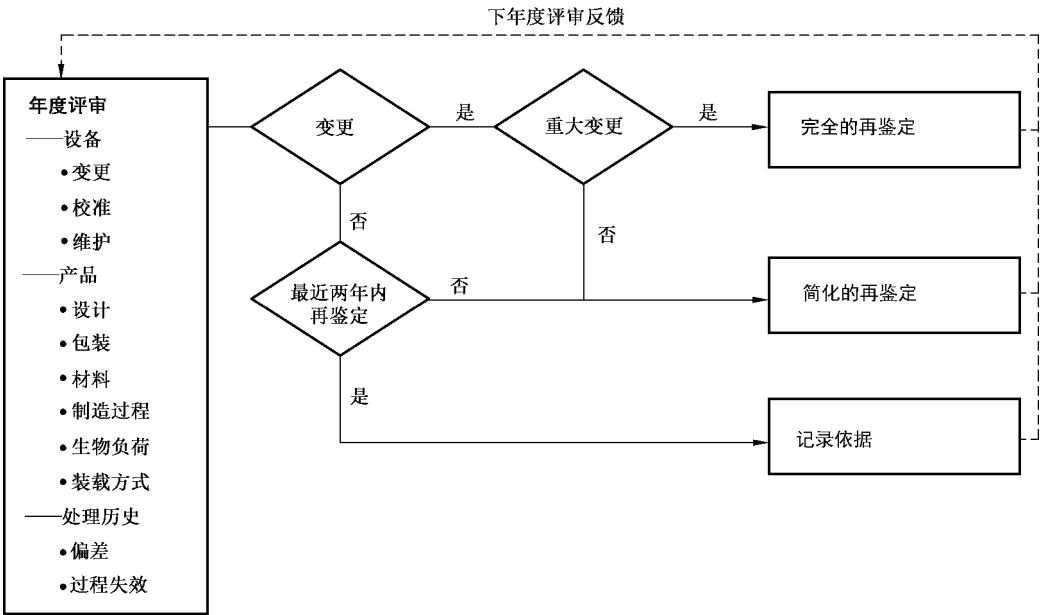 下年度评审反馈
年度评审
——设备
•变更
•校准
•维护
——产品
•设计
•包装
•材料
•制造过程
•生物负荷
•装载方式
——处理历史
•偏差
•过程失效
变更
是
重大变更
是
完全的再鉴定
否
否
最近两年内
再鉴定
否
简化的再鉴定
是
记录依据